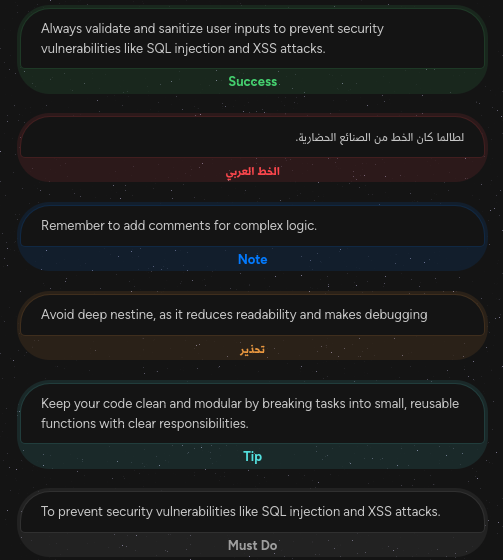 Always validate and sanitize user inputs to prevent security
vulnerabilities like SQL injection and XSS attacks.
Success
لطالما كان الخط من الصنائع الحضارية.
الخط العربي
Remember to add comments for complex logic.
Note
Avoid deep nestine, as it reduces readability and makes debugging
تحذير
Keep your code clean and modular by breaking tasks into small, reusable
functions with clear responsibilities.
Tip
To prevent security vulnerabilities like SQL injection and XSS attacks.
Must Do